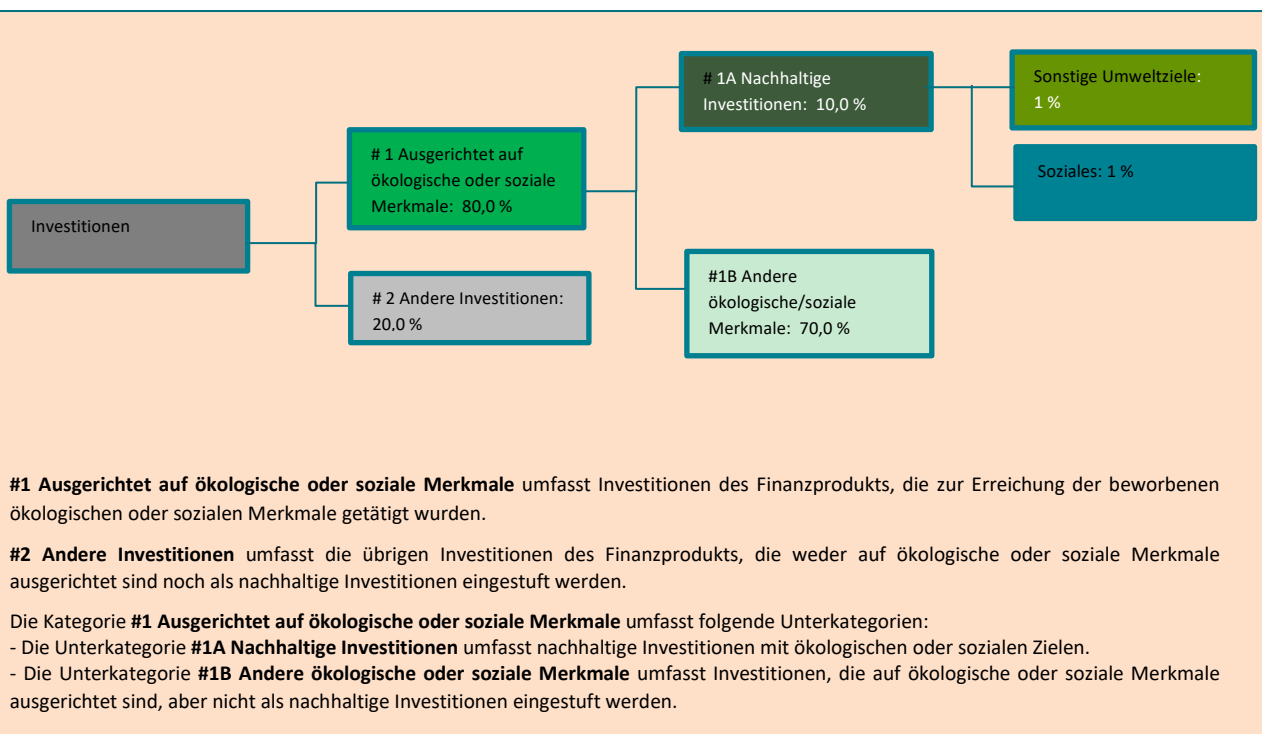 # 1A Nachhaltige
Investitionen: 10,0 %
Sonstige Umweltziele:
1 %
# 1 Ausgerichtet auf
ökologische oder soziale
Merkmale: 80,0 %
Soziales: 1 %
Investitionen
# 2 Andere Investitionen:
20,0 %
#1B Andere
ökologische/soziale
Merkmale: 70,0 %
#1 Ausgerichtet auf ökologische oder soziale Merkmale umfasst Investitionen des Finanzprodukts, die zur Erreichung der beworbenen
ökologischen oder sozialen Merkmale getätigt wurden.
#2 Andere Investitionen umfasst die übrigen Investitionen des Finanzprodukts, die weder auf ökologische oder soziale Merkmale
ausgerichtet sind noch als nachhaltige Investitionen eingestuft werden.
Die Kategorie #1 Ausgerichtet auf ökologische oder soziale Merkmale umfasst folgende Unterkategorien:
- Die Unterkategorie #1A Nachhaltige Investitionen umfasst nachhaltige Investitionen mit ökologischen oder sozialen Zielen.
- Die Unterkategorie #1B Andere ökologische oder soziale Merkmale umfasst Investitionen, die auf ökologische oder soziale Merkmale
ausgerichtet sind, aber nicht als nachhaltige Investitionen eingestuft werden.